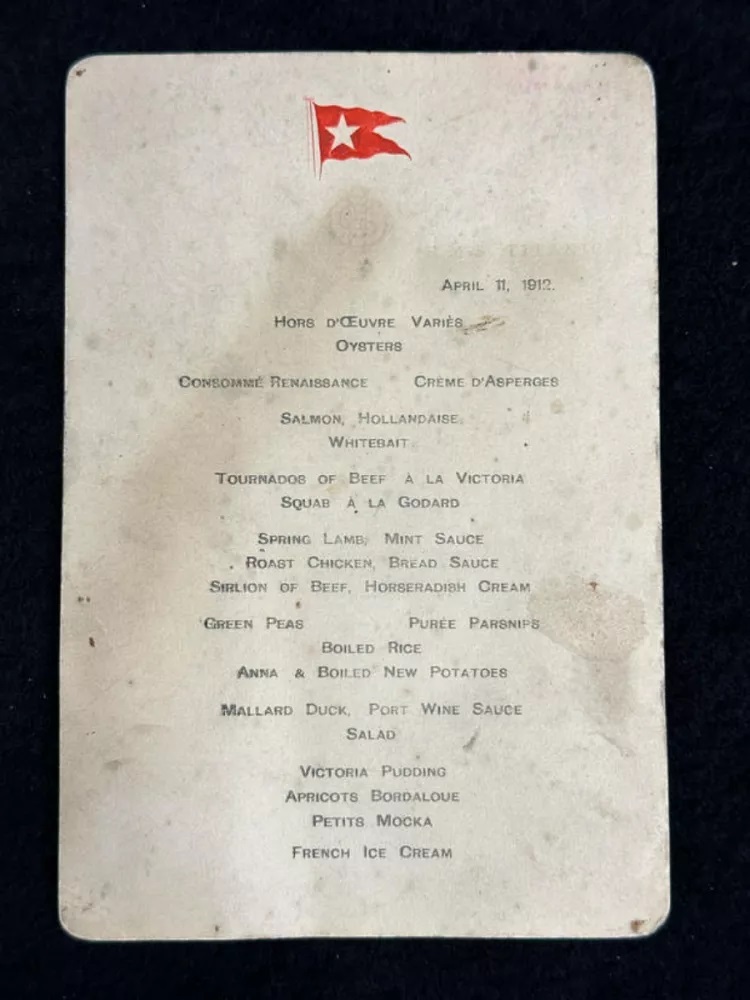 APRIL 11, 1912.
HORS D'ŒUVRE VARIÉS
OYSTERS
CONSOMMÉ RENAISSANCE CRÈME D'ASPERGES
SALMON, HOLLANDAISE.
WHITEBAIT
TOURNADOS OF BEEF À LA VICTORIA
SQUAB À LA GODARD
SPRING LAMB, MINT SAUCE
ROAST CHICKEN, BREAD SAUCE
SIRLION OF BEEF, HORSERADISH CREAM
GREEN PEAS PURÉE PARSNIPS
BOILED RICE
ANNA & BOILED NEW POTATOES
MALLARD DUCK, PORT WINE SAUCE
SALAD
VICTORIA PUDDING
APRICOTS BORDALOUE
PETITS MOCKA
FRENCH ICE CREAM